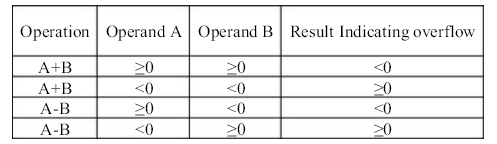 Operation Operand A Operand B Result Indicating overflow
A+B ≥0 ≥0 <0
A+B <0 <0 ≥0
A-B ≥0 <0 <0
A-B <0 ≥0 ≥0